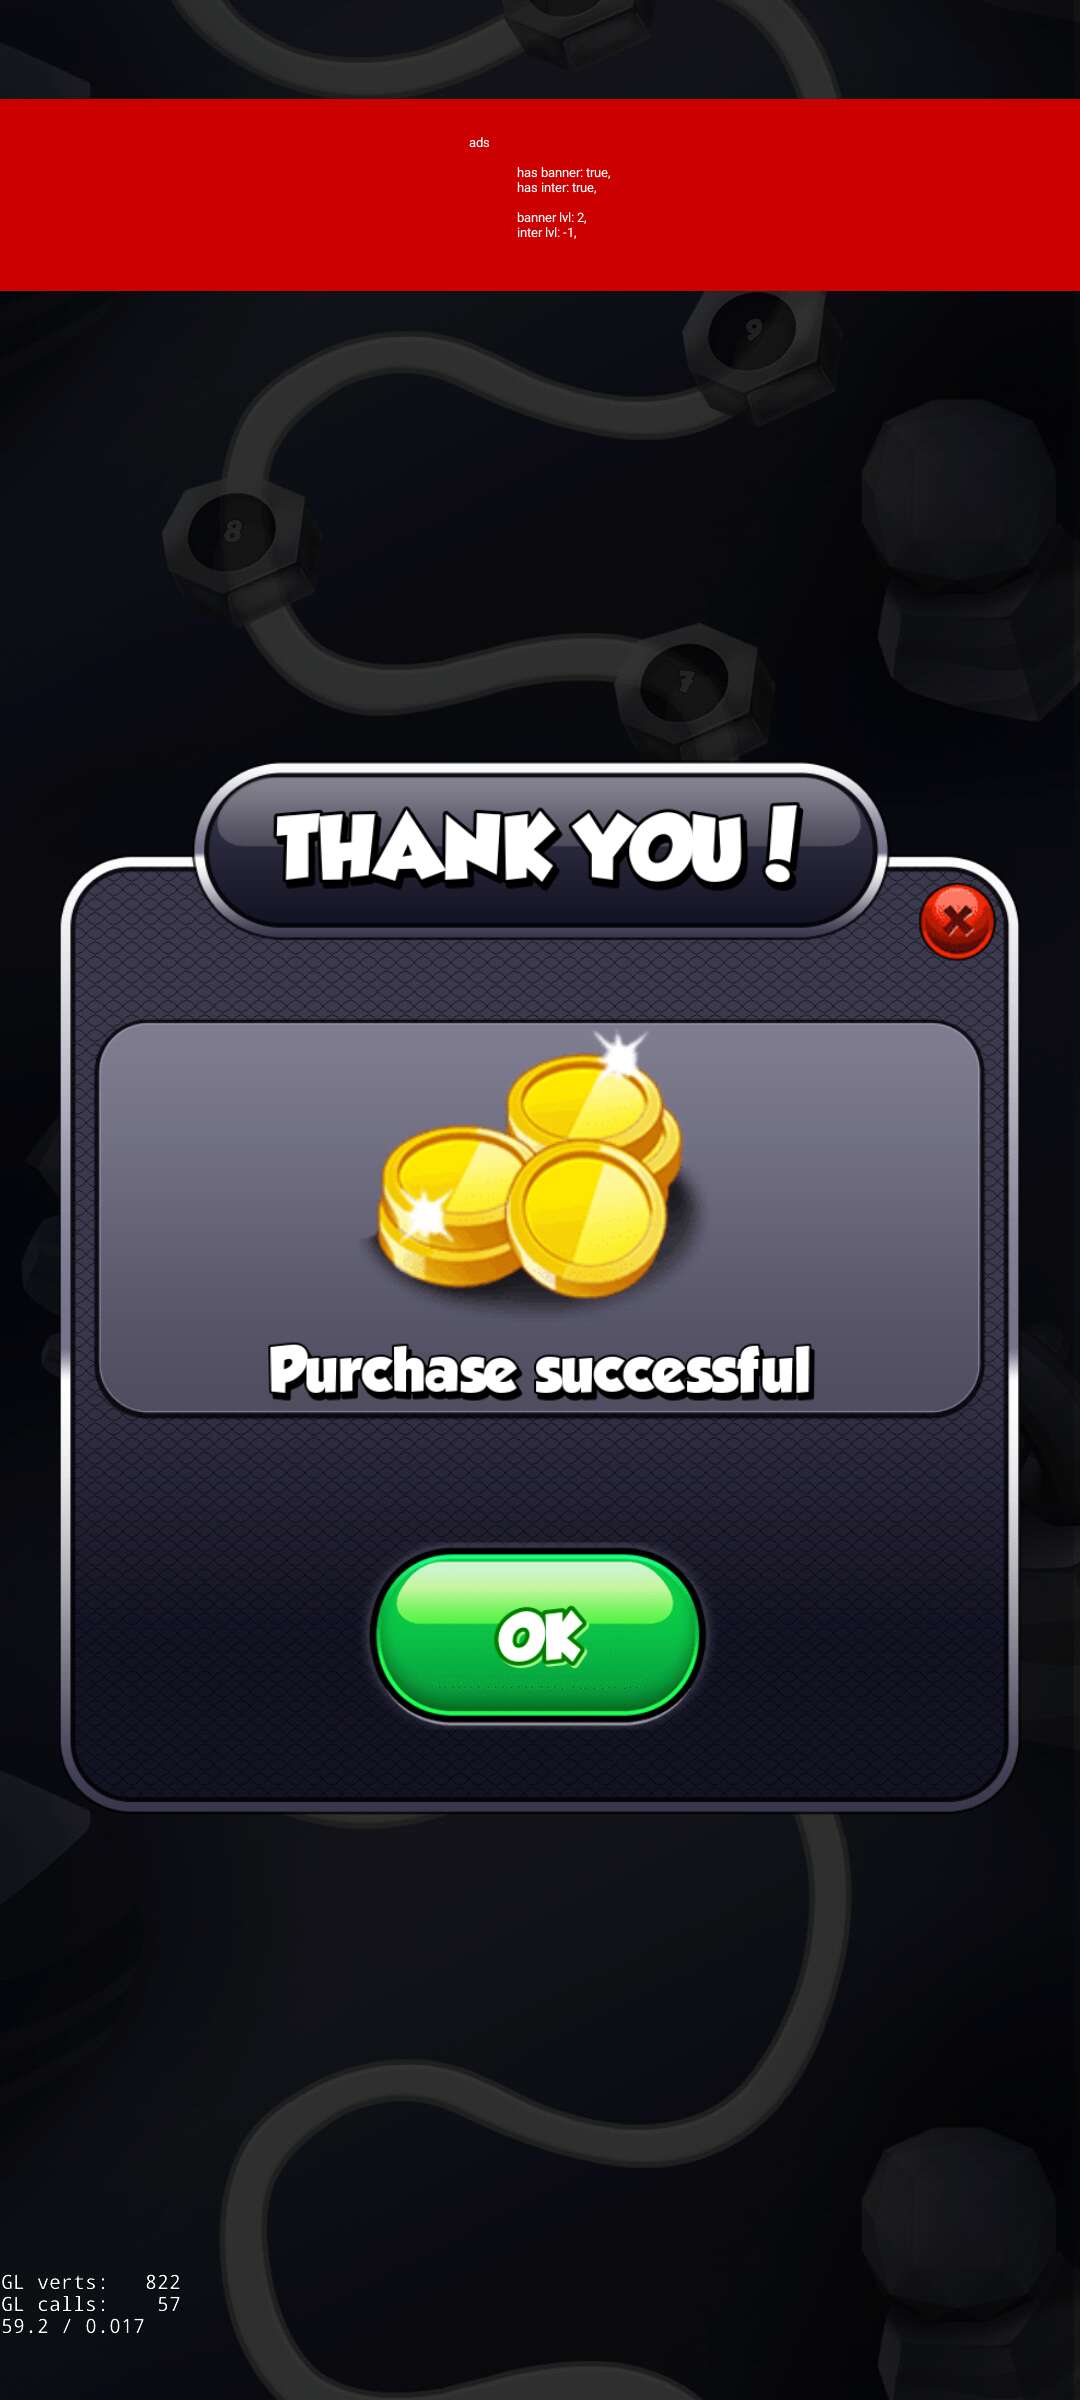 ads
has banner: true,
has inter: true,
banner lvl: 2,
inter lvl: -1,
9
8
7
THANK YOU!
Purchase successful
OK
GL verts: 822
GL calls: 57
59.2 / 0.017